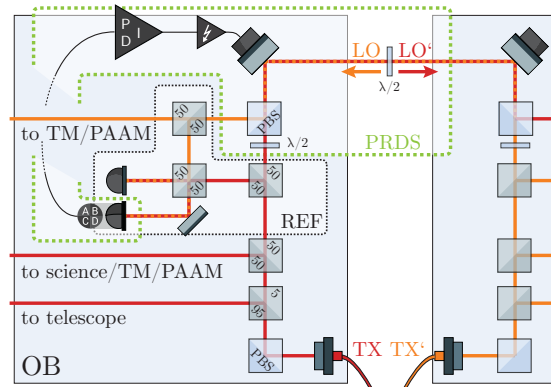 P I
D
LO LO‘
λ/2
to TM/PAAM
50
50
PBS
λ/2
PRDS
50
50
50
50
A B
C D
REF
to science/TM/PAAM
50
50
to telescope
5
95
OB
PBS
TX TX‘